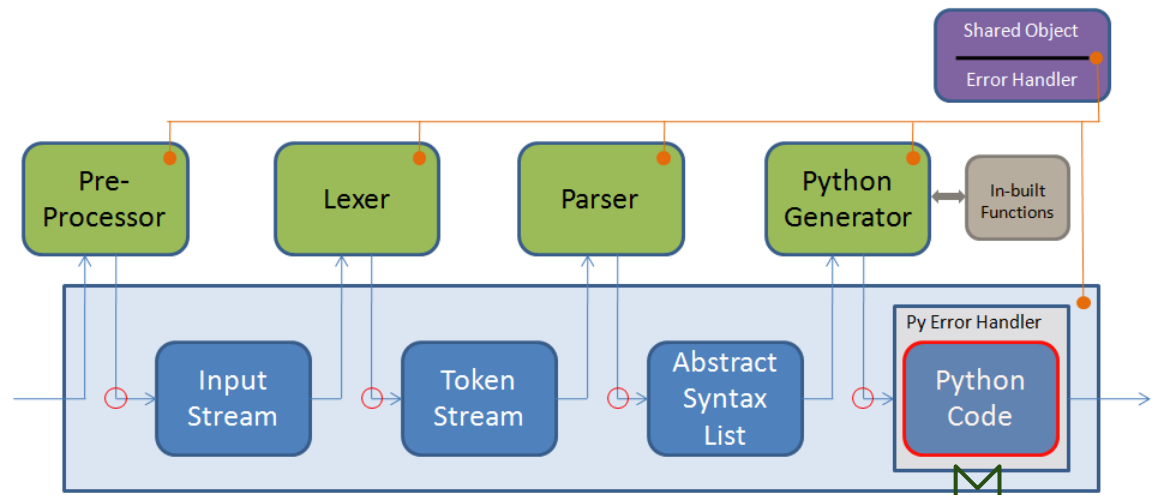 Shared Object
Error Handler
Pre-
Processor
Lexer
Parser
Python
Generator
In-built
Functions
Py Error Handler
Input
Stream
Token
Stream
Abstract
Syntax
List
Python
Code